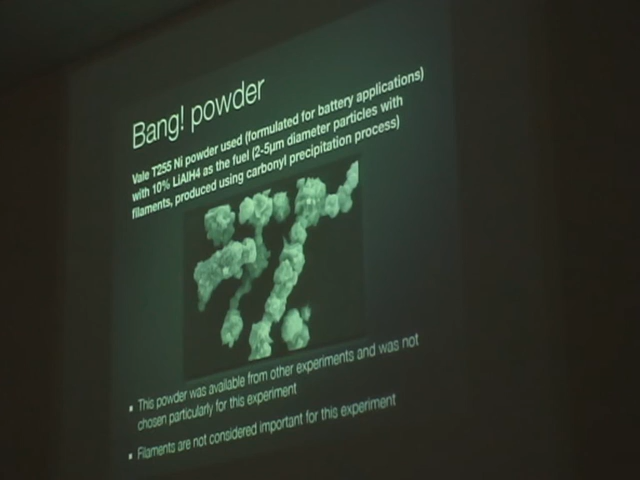 Bang! powder
Vale T255 Ni powder used (formulated for battery applications)
with 10% LiAlH4 as the fuel (2-5μm diameter particles with
filaments, produced using carbonyl precipitation process)
▪ This powder was available from other experiments and was not
chosen particularly for this experiment
▪ Filaments are not considered important for this experiment